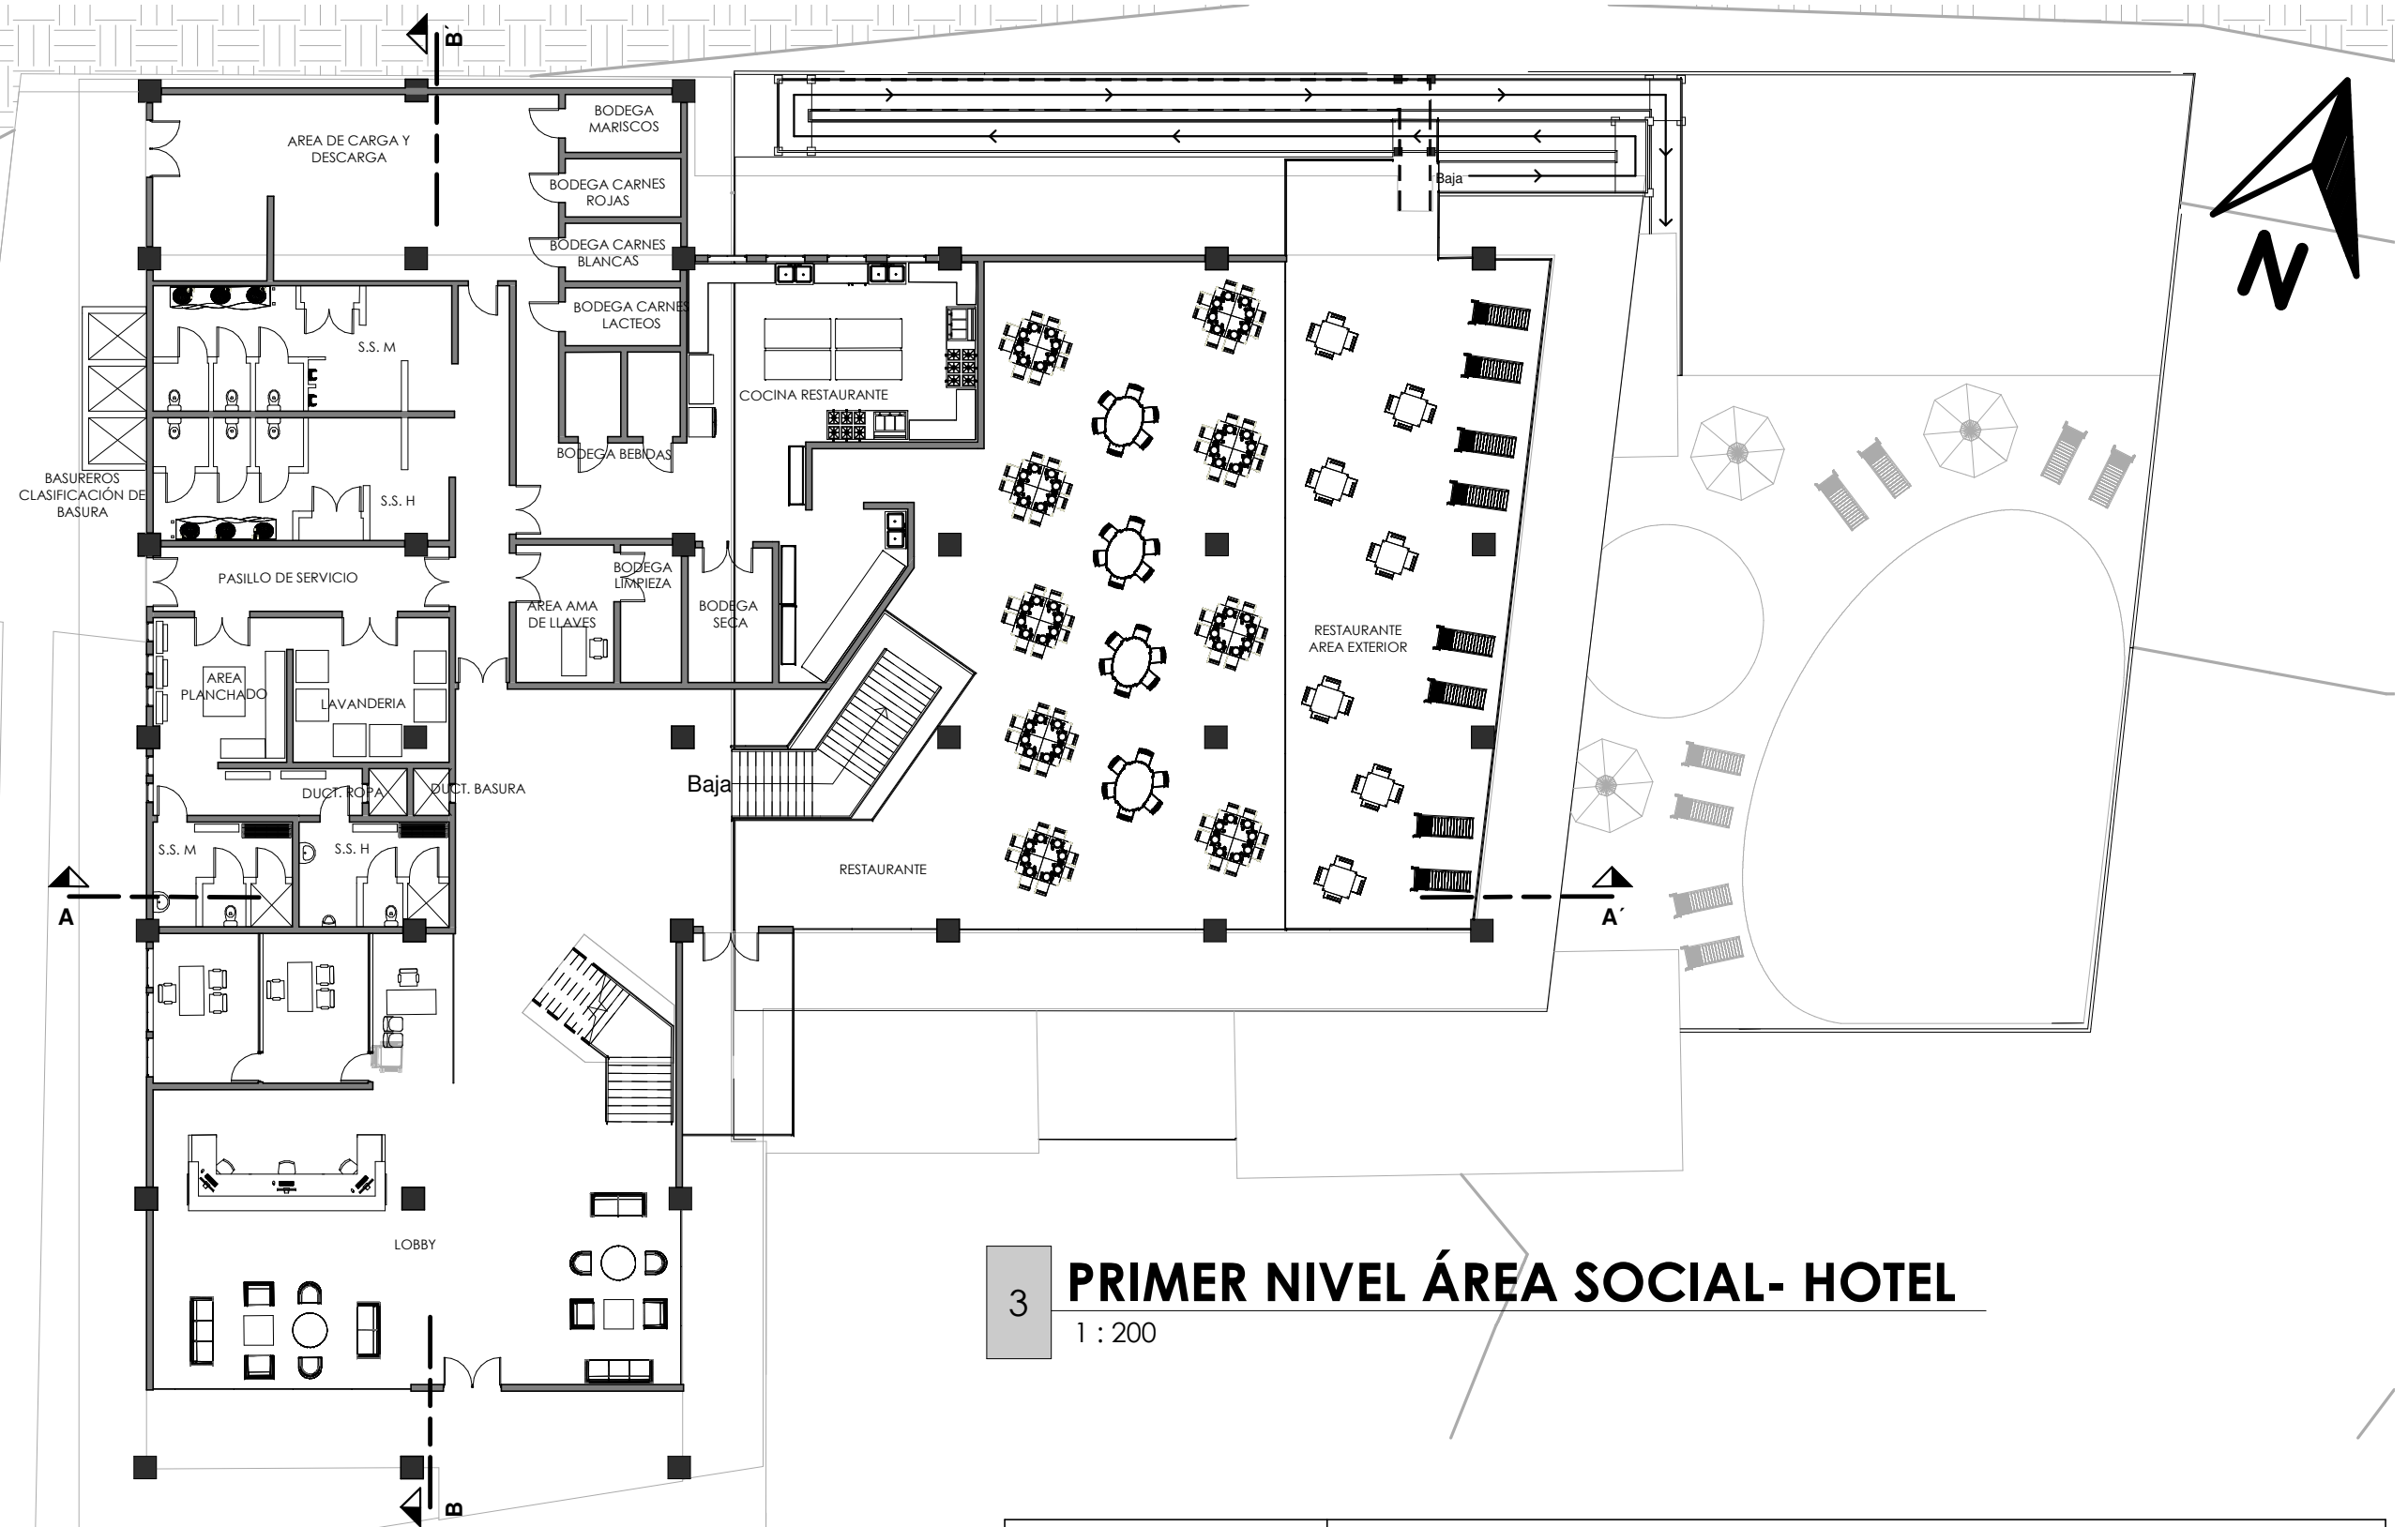 B´
BODEGA
MARISCOS
AREA DE CARGA Y
DESCARGA
BODEGA CARNES
ROJAS
Baja
BODEGA CARNES
BLANCAS
N
BODEGA CARNES
LACTEOS
S.S. M
COCINA RESTAURANTE
BODEGA BEBIDAS
BASUREROS
CLASIFICACIÓN DE
BASURA
S.S. H
PASILLO DE SERVICIO
BODEGA
LIMPIEZA
AREA AMA
DE LLAVES
BODEGA
SECA
RESTAURANTE
AREA EXTERIOR
AREA
PLANCHADO
LAVANDERIA
Baja
DUCT. ROPA
DUCT. BASURA
S.S. M
S.S. H
RESTAURANTE
A
A´
LOBBY
3
PRIMER NIVEL ÁREA SOCIAL- HOTEL
1 : 200
B